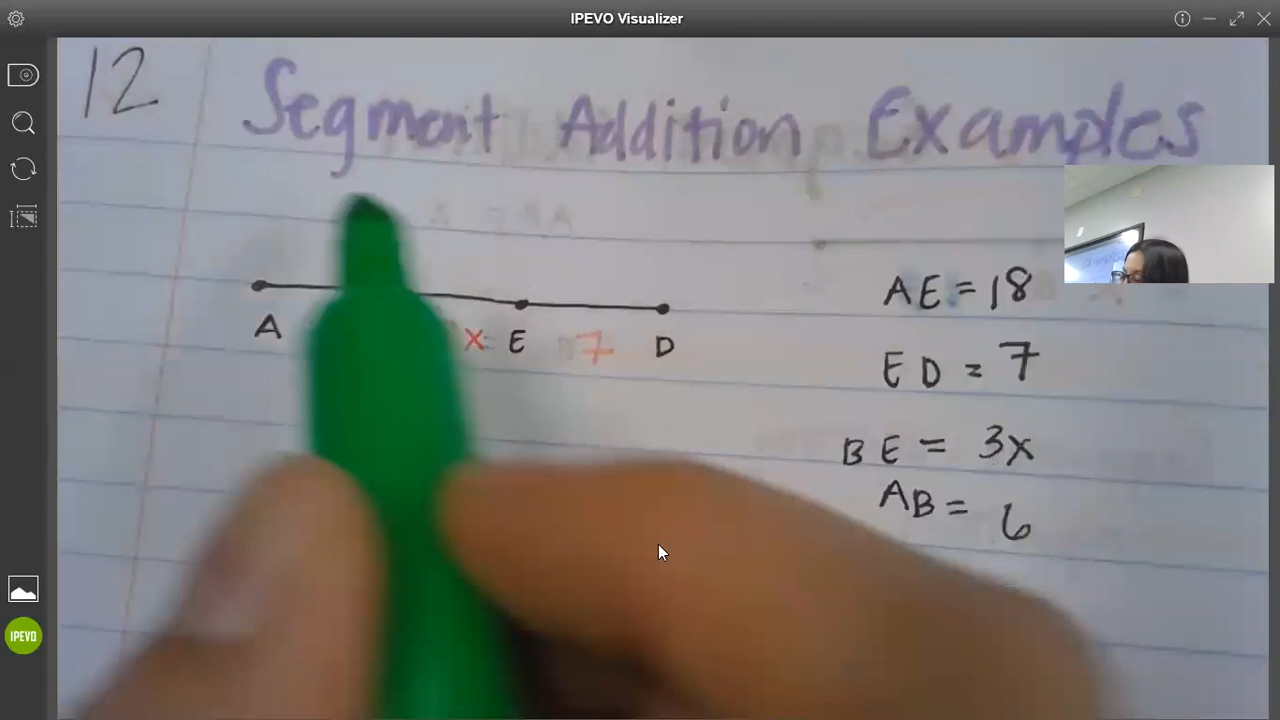 IPEVO Visualizer
12 Segment Addition Examples
A x E 7 D
AE = 18
ED = 7
BE = 3x
AB = 6
IPEVO